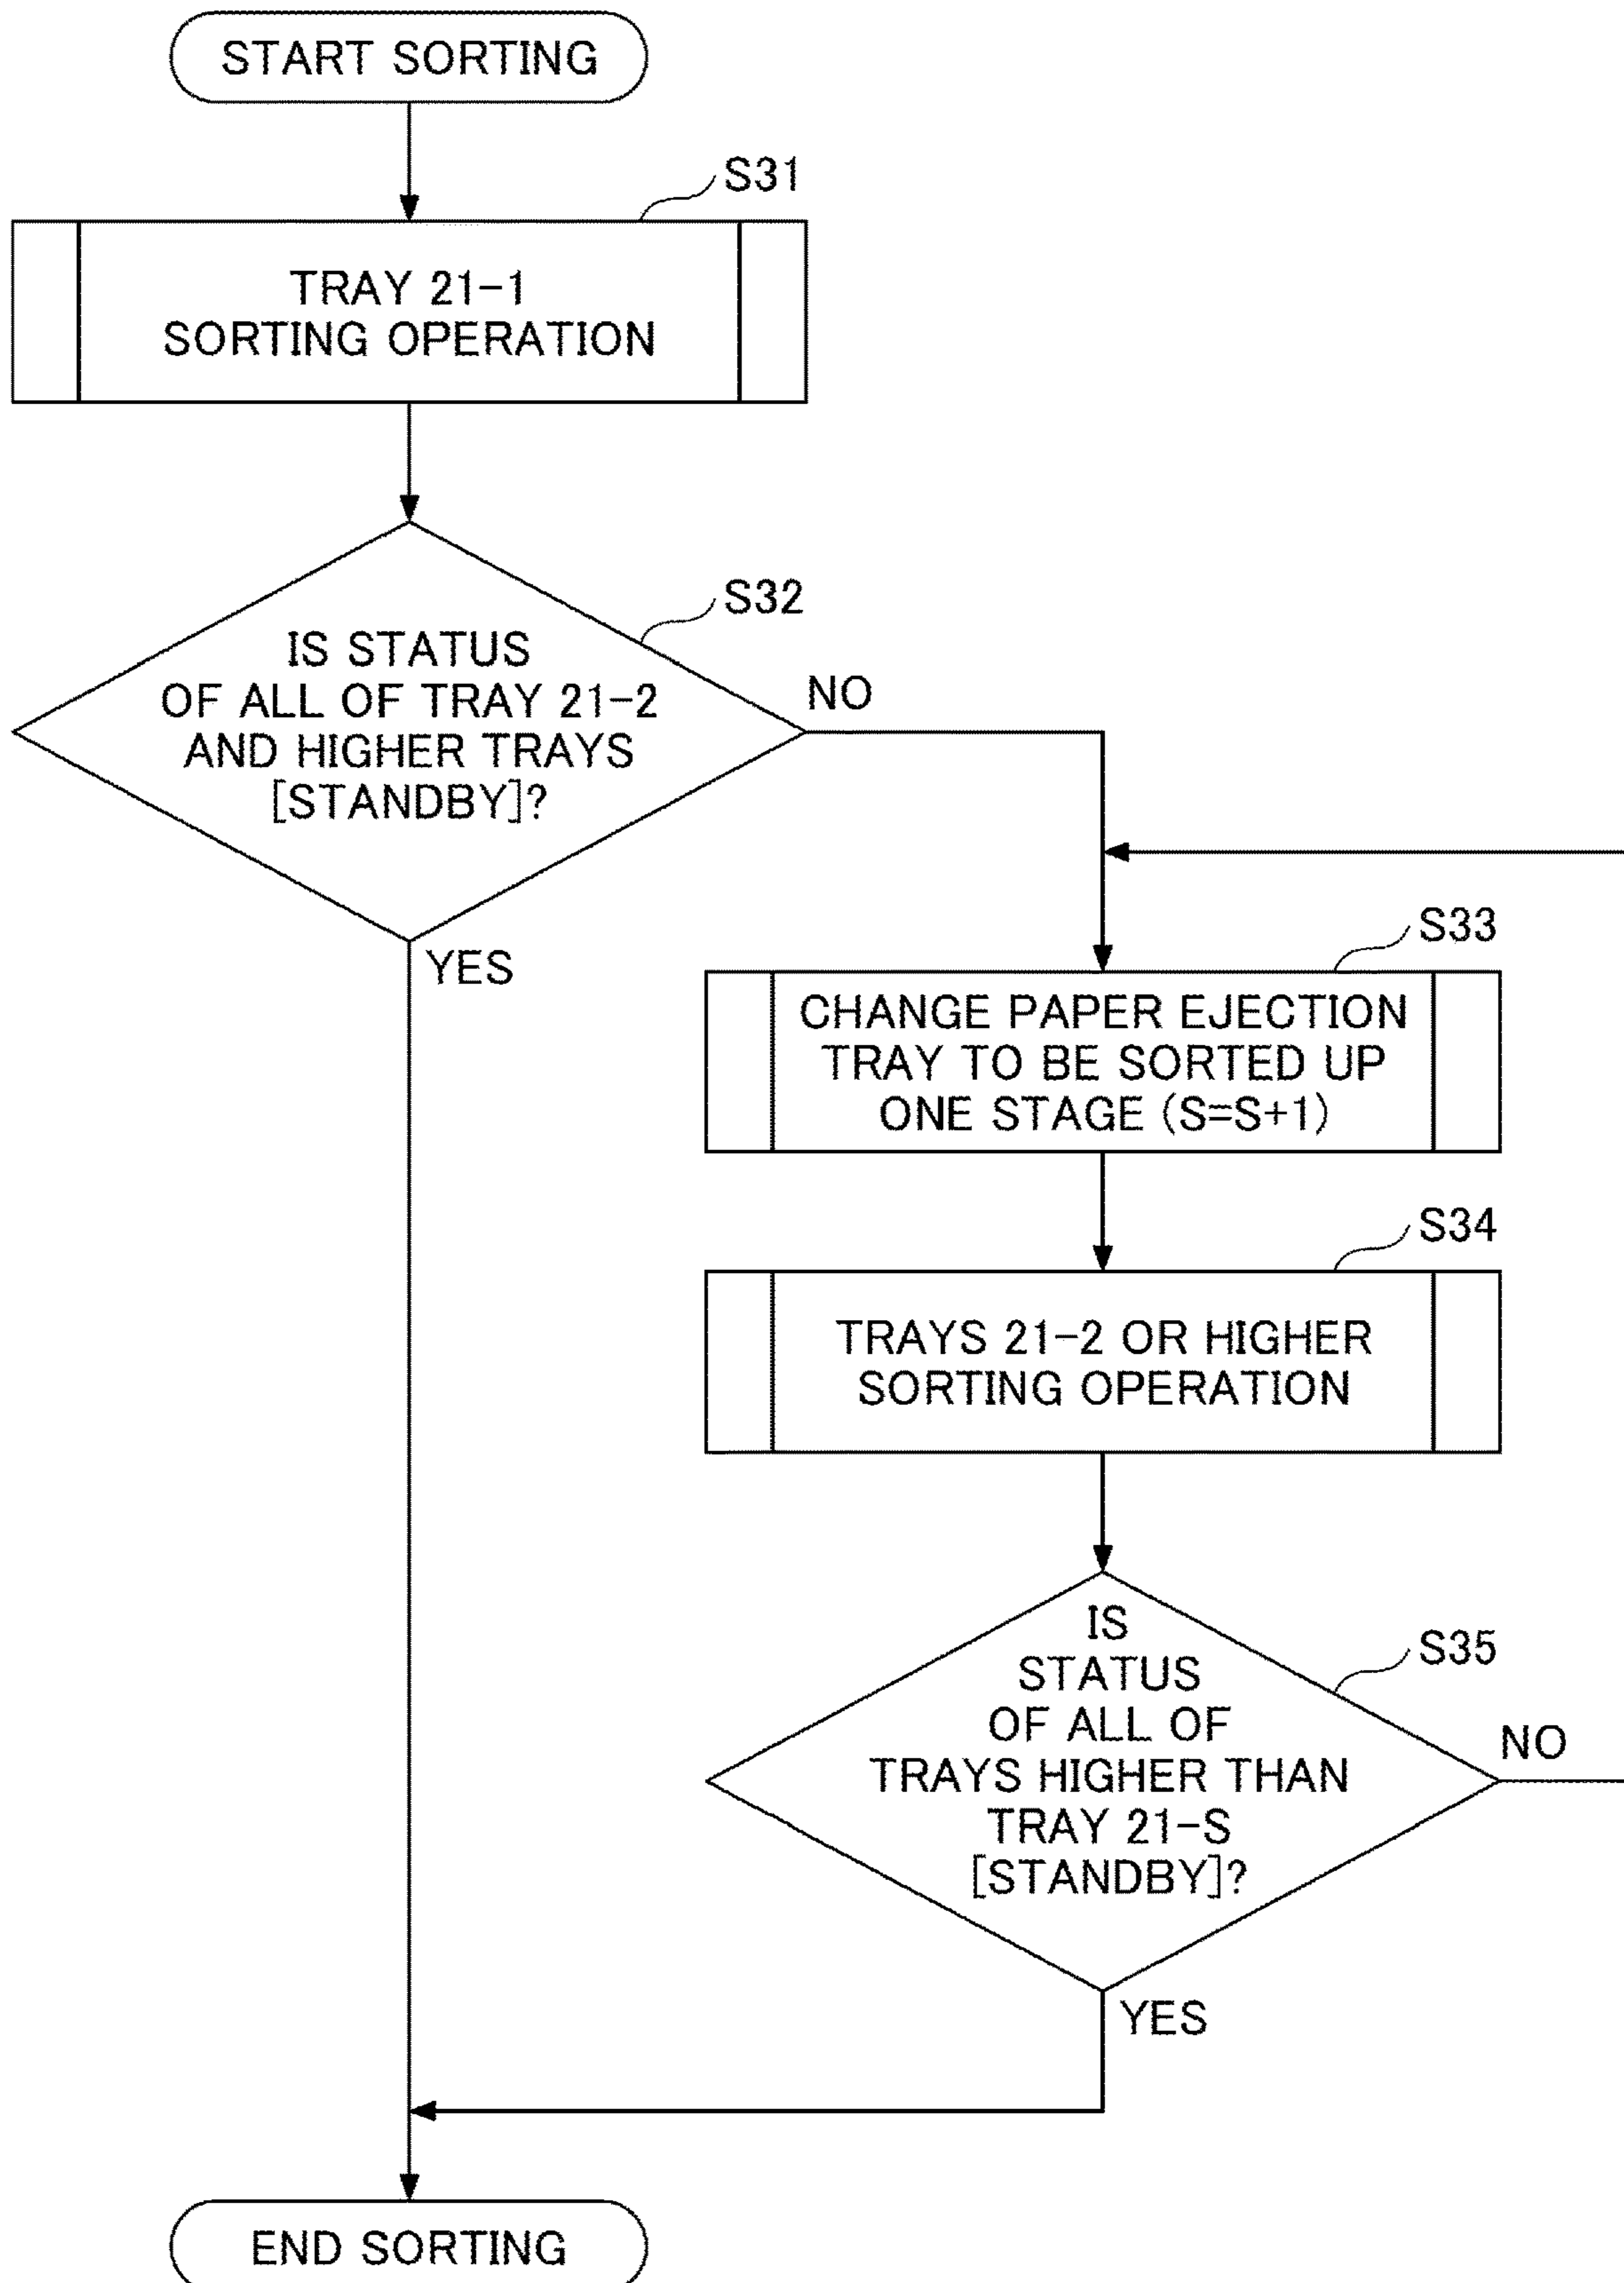 START SORTING
S31
TRAY 21-1
SORTING OPERATION
S32
IS STATUS
OF ALL OF TRAY 21-2
AND HIGHER TRAYS
[STANDBY]?
NO
YES
S33
CHANGE PAPER EJECTION
TRAY TO BE SORTED UP
ONE STAGE (S=S+1)
S34
TRAYS 21-2 OR HIGHER
SORTING OPERATION
S35
IS
STATUS
OF ALL OF
TRAYS HIGHER THAN
TRAY 21-S
[STANDBY]?
NO
YES
END SORTING